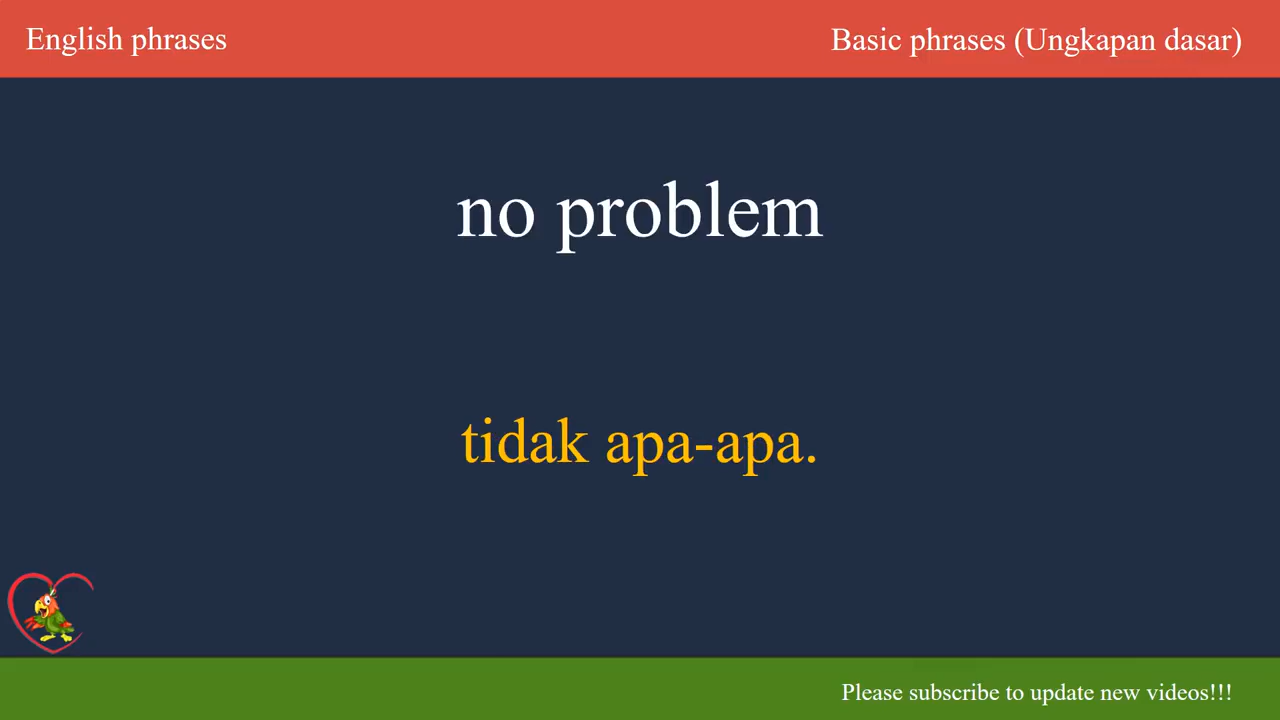 English phrases
Basic phrases (Ungkapan dasar)
no problem
tidak apa-apa.
Please subscribe to update new videos!!!